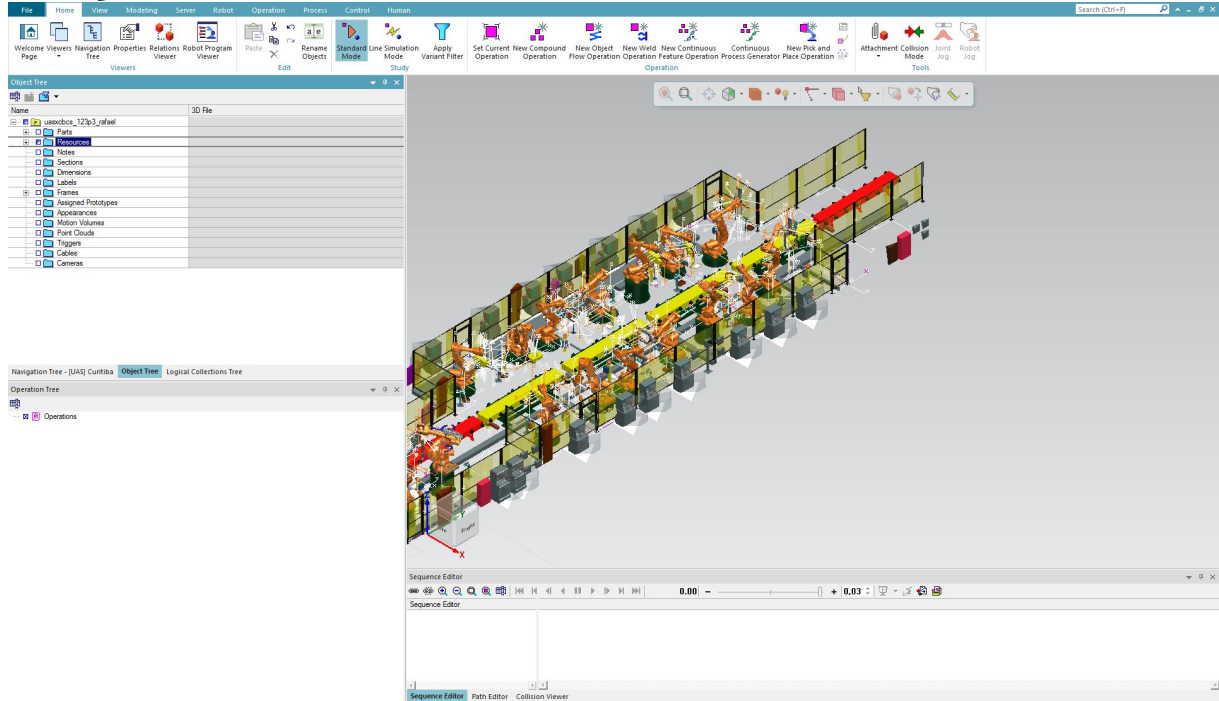 File Home View Modeling Server Robot Operation Process Control Human Search (Ctrl+F)
Welcome Page
Viewers
Navigation Tree
Properties
Relations Viewer
Robot Program Viewer
Viewers
Paste
Rename Objects
Edit
Standard Mode
Line Simulation Mode
Apply Variant Filter
Study
Set Current Operation
New Compound Operation
New Object Flow Operation
New Weld Operation
New Continuous Feature Operation
Continuous Process Generator
New Pick and Place Operation
Operation
Attachment
Collision Mode
Joint Jog
Robot Jog
Tools
Object Tree
Name 3D File
uasxcbcs_123p3_rafael
Parts
Resources
Notes
Sections
Dimensions
Labels
Frames
Assigned Prototypes
Appearances
Motion Volumes
Point Clouds
Triggers
Cables
Cameras
Navigation Tree - [UAS] Curitiba Object Tree Logical Collections Tree
Operation Tree
Operations
Z
Y
Right
X
Sequence Editor
0.00 0.03
Sequence Editor
Sequence Editor Path Editor Collision Viewer